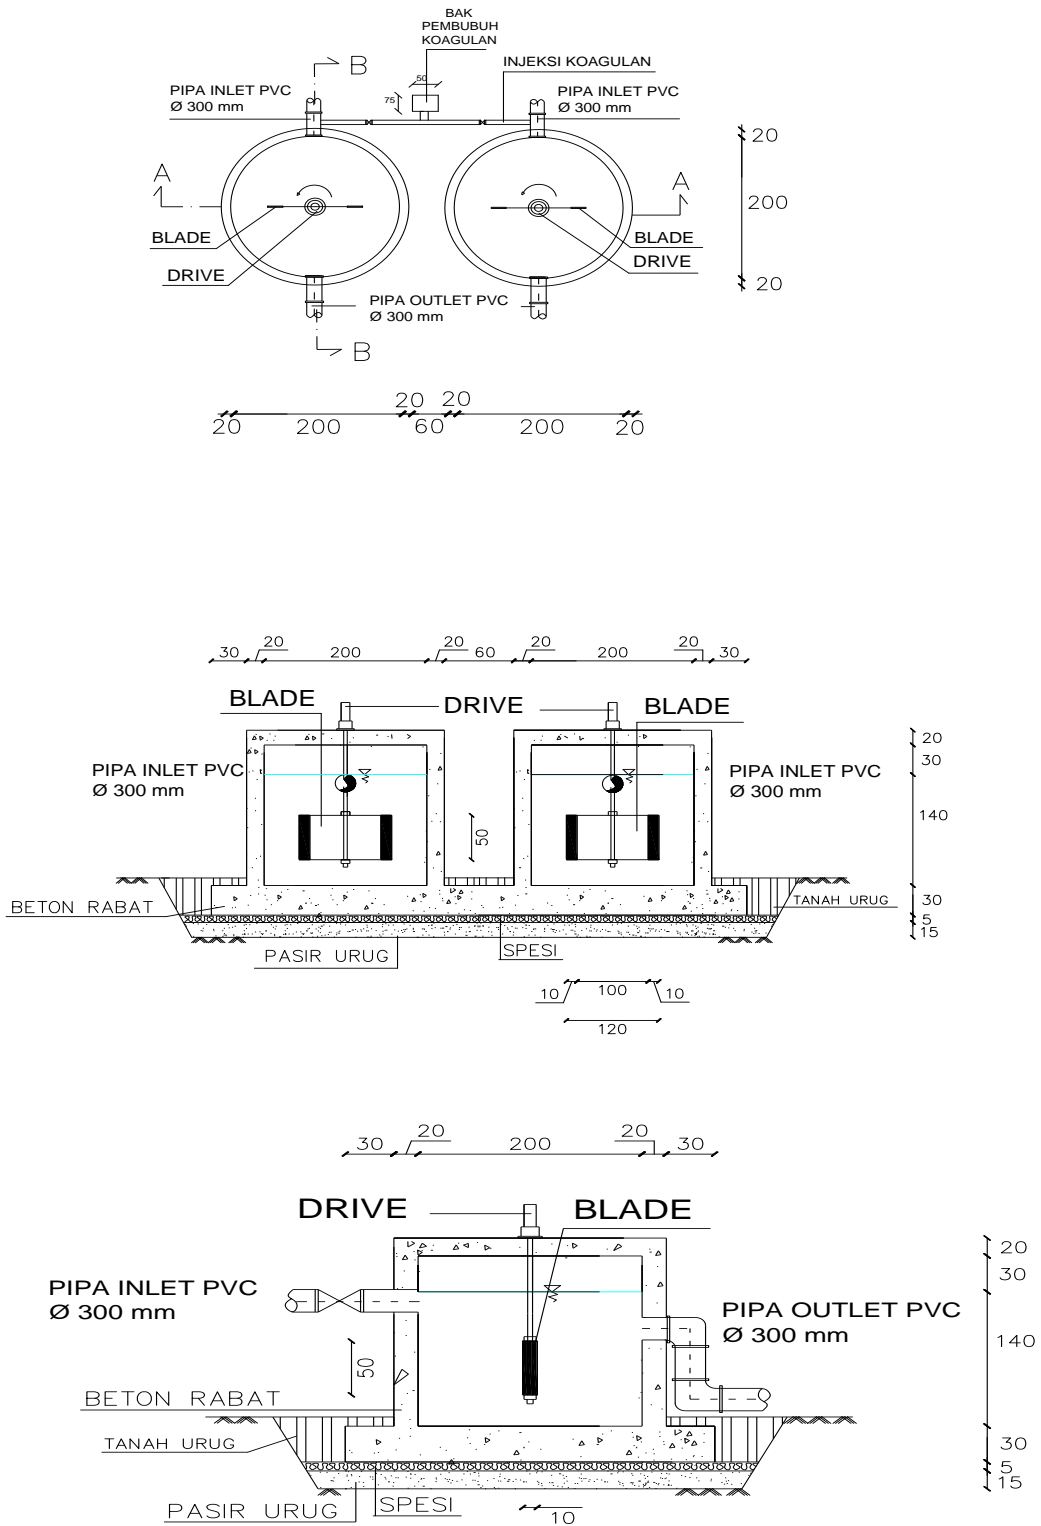 BAK
PEMBUBUH
KOAGULAN
INJEKSI KOAGULAN
B
PIPA INLET PVC
Ø 300 mm
50
75
PIPA INLET PVC
Ø 300 mm
20
A
A
200
BLADE
BLADE
DRIVE
DRIVE
20
PIPA OUTLET PVC
Ø 300 mm
B
20 20
20 200 60 200 20
20 20 20 20
30 200 60 200 30
BLADE
DRIVE
BLADE
20
30
PIPA INLET PVC
Ø 300 mm
PIPA INLET PVC
Ø 300 mm
140
50
BETON RABAT
TANAH URUG
30
5
15
PASIR URUG
SPESI
10 100 10
120
20 20
30 200 30
DRIVE
BLADE
20
30
PIPA INLET PVC
Ø 300 mm
PIPA OUTLET PVC
Ø 300 mm
140
50
BETON RABAT
TANAH URUG
30
5
15
PASIR URUG
SPESI
10